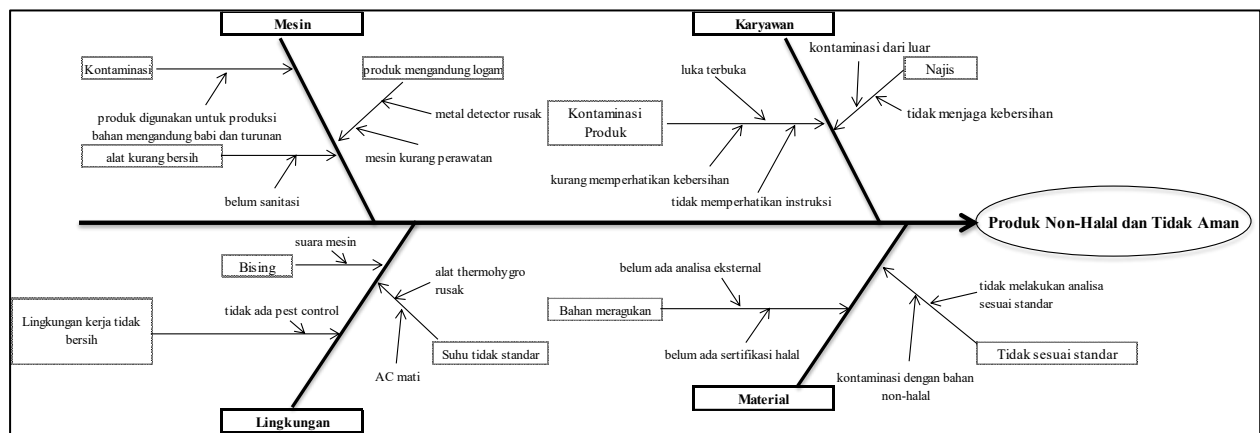 Mesin
Karyawan
Kontaminasi
produk mengandung logam
produk digunakan untuk produksi
bahan mengandung babi dan turunan
metal detector rusak
mesin kurang perawatan
alat kurang bersih
belum sanitasi
kontaminasi dari luar
luka terbuka
Najis
Kontaminasi
Produk
tidak menjaga kebersihan
kurang memperhatikan kebersihan
tidak memperhatikan instruksi
Produk Non-Halal dan Tidak Aman
suara mesin
Bising
alat thermohygro
rusak
tidak ada pest control
Lingkungan kerja tidak
bersih
Suhu tidak standar
AC mati
Lingkungan
belum ada analisa eksternal
Bahan meragukan
belum ada sertifikasi halal
tidak melakukan analisa
sesuai standar
Tidak sesuai standar
kontaminasi dengan bahan
non-halal
Material